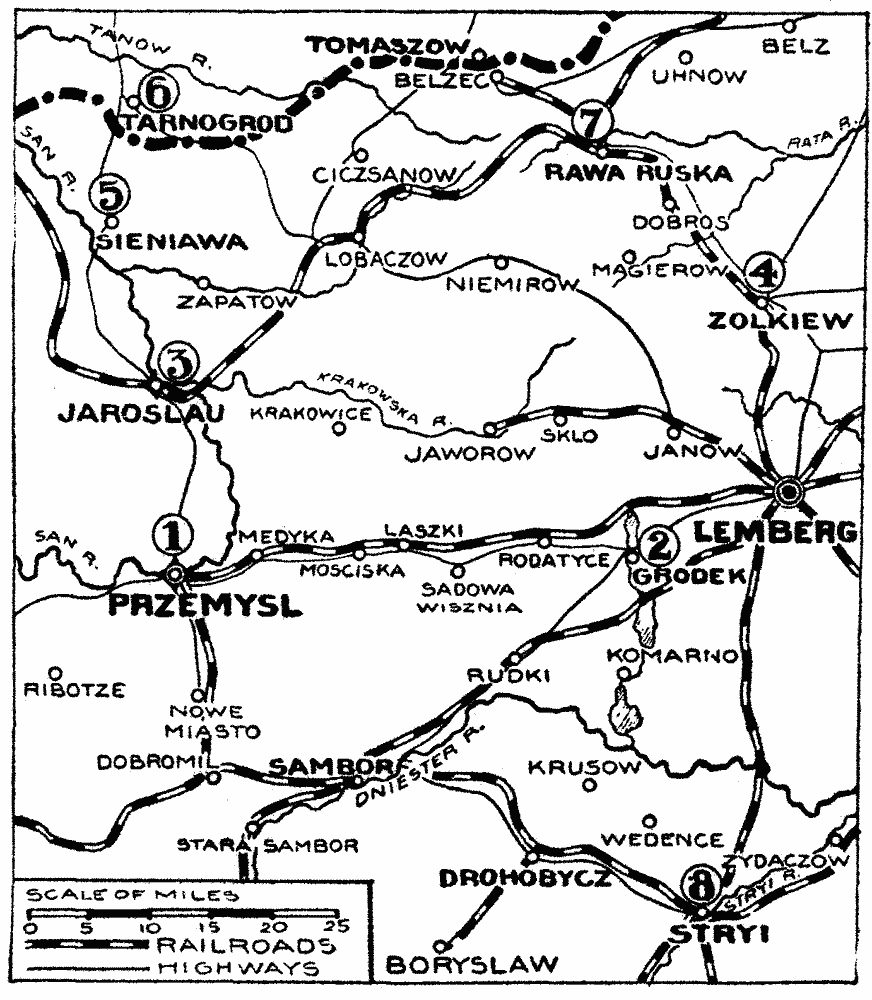 TANOW R.
TOMASZOW
BELZ
BELZEC
UHNOW
6
TARNOGROD
7
SAN R.
RATA R.
CICZSANOW
RAWA RUSKA
5
DOBROS
SIENIAWA
LOBACZOW
MAGIEROW
4
NIEMIROW
ZAPATOW
ZOLKIEW
3
KRAKOWSKA R.
JAROSLAU
KRAKOWICE
JAWOROW
SKLO
JANOW
1
SAN R.
MEDYKA
LASZKI
LEMBERG
2
MOSCISKA
RODATYCE
GRODEK
SADOWA
WISZNIA
PRZEMYSL
RUDKI
KOMARNO
RIBOTZE
NOWE
MIASTO
DOBROMIL
SAMBOR
DNIESTER R.
KRUSOW
STARA SAMBOR
WEDENCE
ZYDACZOW
DROHOBYCZ
8
STRYI R.
STRYI
BORYSLAW
SCALE OF MILES
0 5 10 15 20 25
RAILROADS
HIGHWAYS